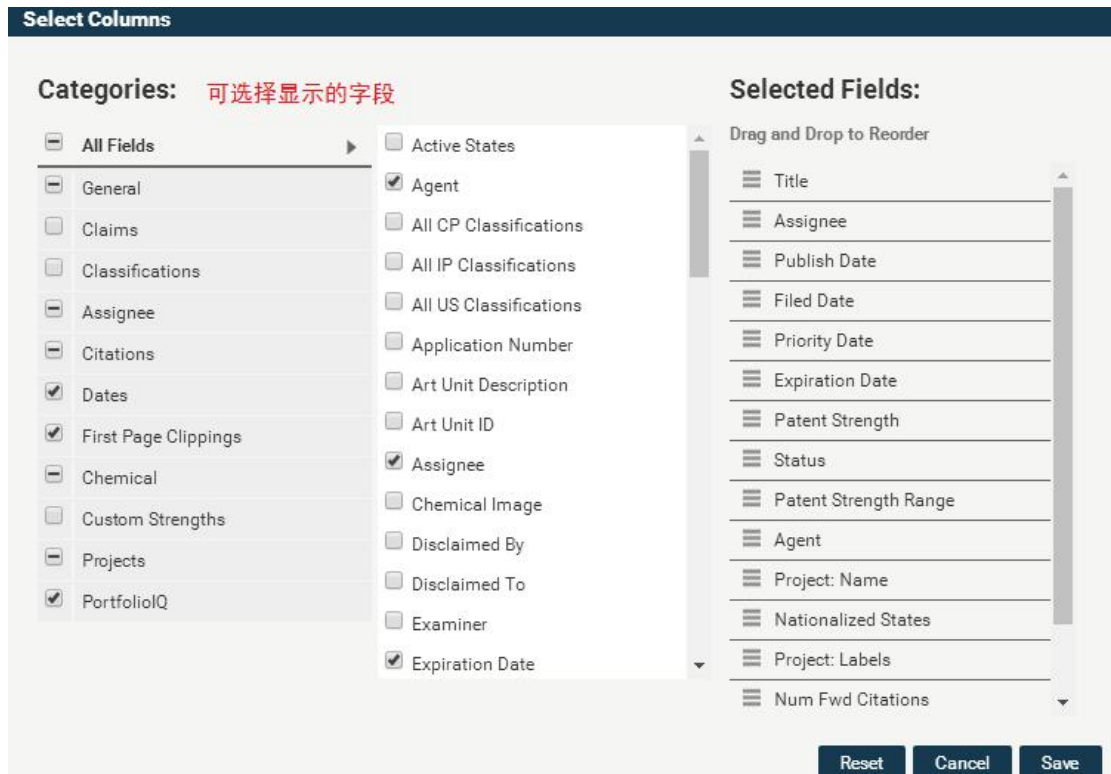 Select Columns
Categories: 可选择显示的字段
All Fields
General
Claims
Classifications
Assignee
Citations
Dates
First Page Clippings
Chemical
Custom Strengths
Projects
PortfolioIQ
Active States
Agent
All CP Classifications
All IP Classifications
All US Classifications
Application Number
Art Unit Description
Art Unit ID
Assignee
Chemical Image
Disclaimed By
Disclaimed To
Examiner
Expiration Date
Selected Fields:
Drag and Drop to Reorder
Title
Assignee
Publish Date
Filed Date
Priority Date
Expiration Date
Patent Strength
Status
Patent Strength Range
Agent
Project: Name
Nationalized States
Project: Labels
Num Fwd Citations
Reset Cancel Save